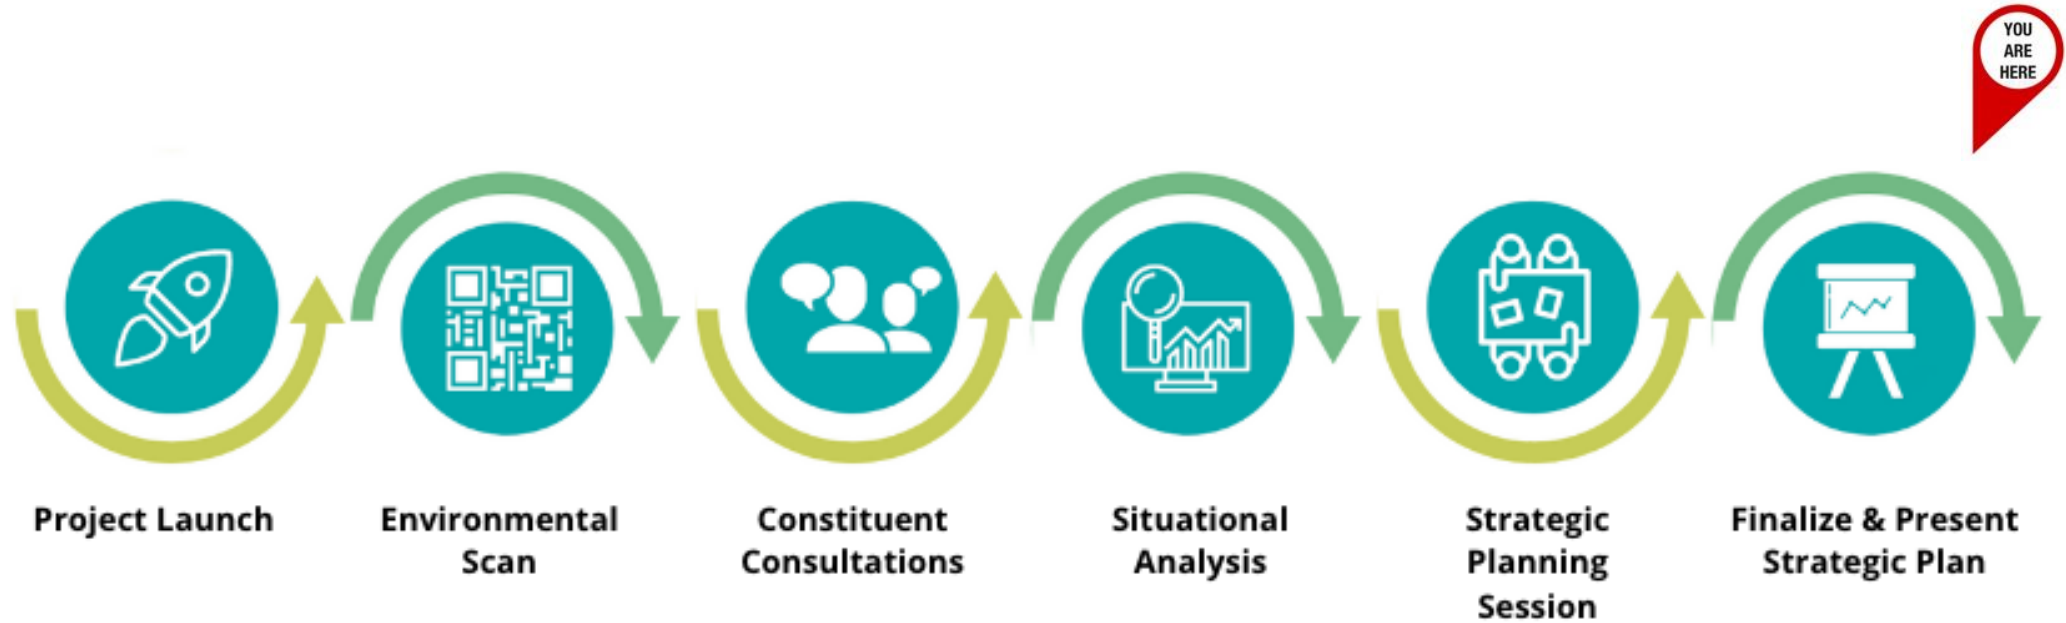 YOU
ARE
HERE
Project Launch
Environmental
Scan
Constituent
Consultations
Situational
Analysis
Strategic
Planning
Session
Finalize & Present
Strategic Plan